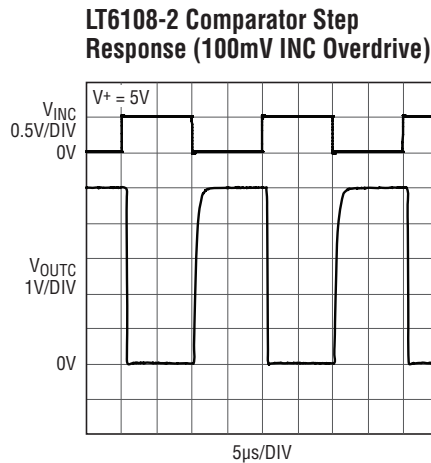 LT6108-2 Comparator Step
Response (100mV INC Overdrive)
V+ = 5V
VINC
0.5V/DIV
0V
VOUTC
1V/DIV
0V
5µs/DIV